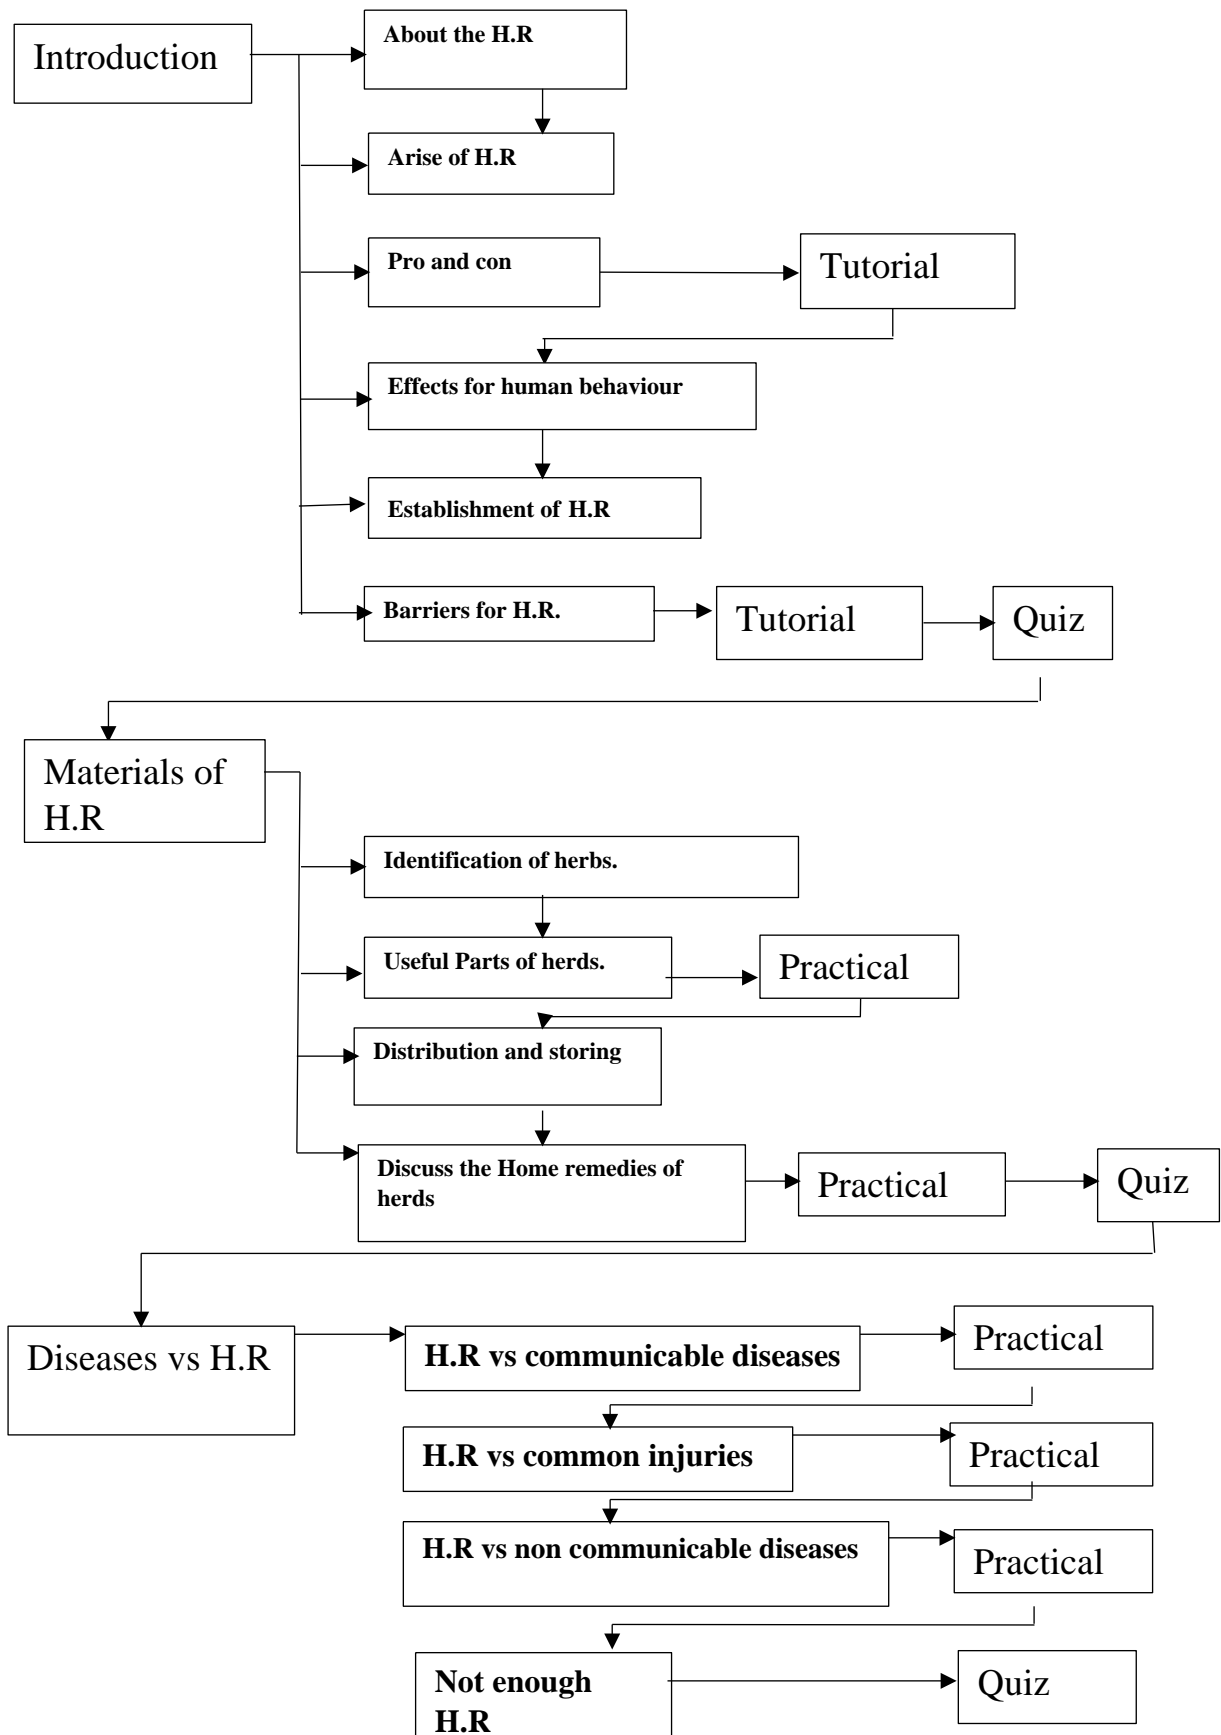 Introduction
About the H.R
Arise of H.R
Pro and con
Tutorial
Effects for human behaviour
Establishment of H.R
Barriers for H.R.
Tutorial
Quiz
Materials of
H.R
Identification of herbs.
Useful Parts of herds.
Practical
Distribution and storing
Discuss the Home remedies of
herds
Practical
Quiz
Diseases vs H.R
H.R vs communicable diseases
Practical
H.R vs common injuries
Practical
H.R vs non communicable diseases
Practical
Not enough
H.R
Quiz